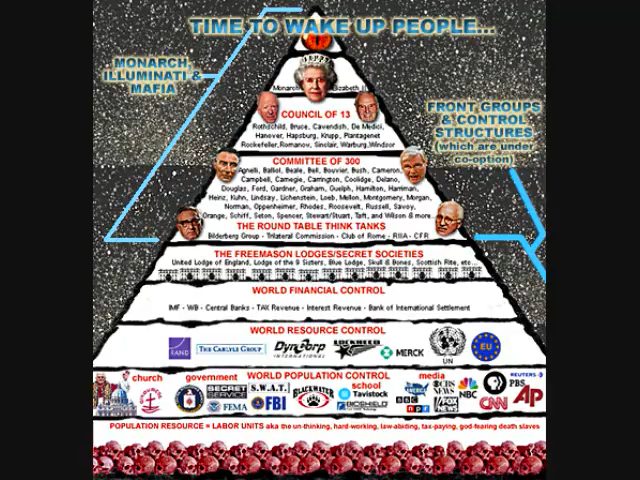 TIME TO WAKE UP PEOPLE...
MONARCH,
ILLUMINATI &
MAFIA
FRONT GROUPS
& CONTROL
STRUCTURES
(which are under
co-option)
Monarch
COUNCIL OF 13
Rothschild, Bruce, Cavendish, De Medici,
Hanover, Hapsburg, Krupp, Plantagenet
Rockefeller, Romanov, Sinclair, Warburg, Windsor
COMMITTEE OF 300
Agnelli, Balliol, Beale, Bell, Bouvier, Bush, Cameron,
Campbell, Carnegie, Carrington, Coolidge, Delano,
Douglas, Ford, Gardner, Graham, Guelph, Hamilton, Harriman,
Heinz, Kuhn, Lindsay, Lichenstein, Loeb, Mellon, Montgomery, Morgan,
Norman, Oppenheimer, Rhodes, Roosevelt, Russell, Savoy,
Orange, Schiff, Seton, Spencer, Stewart/Stuart, Taft, and Wilson & more...
THE ROUND TABLE THINK TANKS
Bilderberg Group - Trilateral Commission - Club of Rome - RIIA - CFR
THE FREEMASON LODGES/SECRET SOCIETIES
United Lodge of England, Lodge of the 9 Sisters, Blue Lodge, Skull & Bones, Scottish Rite, etc...
WORLD FINANCIAL CONTROL
IMF - WB - Central Banks - TAX Revenue - Interest Revenue - Bank of International Settlement
WORLD RESOURCE CONTROL
RAND THE CARLYLE GROUP DynCorp INTERNATIONAL LOCKHEED MERCK UN EU
WORLD POPULATION CONTROL
church government school media
SECRET SERVICE S.W.A.T. BLACKWATER Tavistock CBS NEWS NBC PBS REUTERS
FEMA FBI BIOSHIELD BBC npr FOX NEWS CNN AP
POPULATION RESOURCE = LABOR UNITS aka the un-thinking, hard-working, law-abiding, tax-paying, god-fearing death slaves